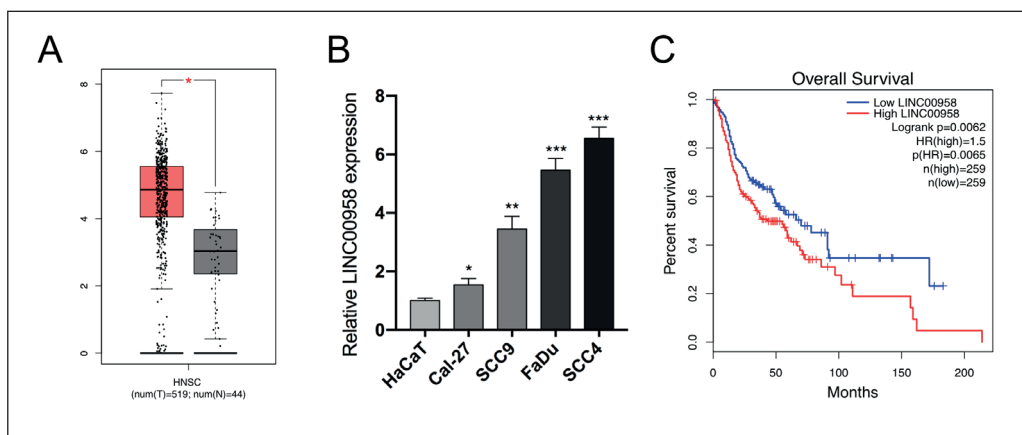 A
*
8
6
4
2
0
HNSC
(num(T)=519; num(N)=44)
B
Relative LINC00958 expression
8
6
4
2
0
*
**
***
***
HaCaT
Cal-27
SCC9
FaDu
SCC4
C
Overall Survival
Low LINC00958
High LINC00958
Logrank p=0.0062
HR(high)=1.5
p(HR)=0.0065
n(high)=259
n(low)=259
Percent survival
1.0
0.8
0.6
0.4
0.2
0.0
0 50 100 150 200
Months